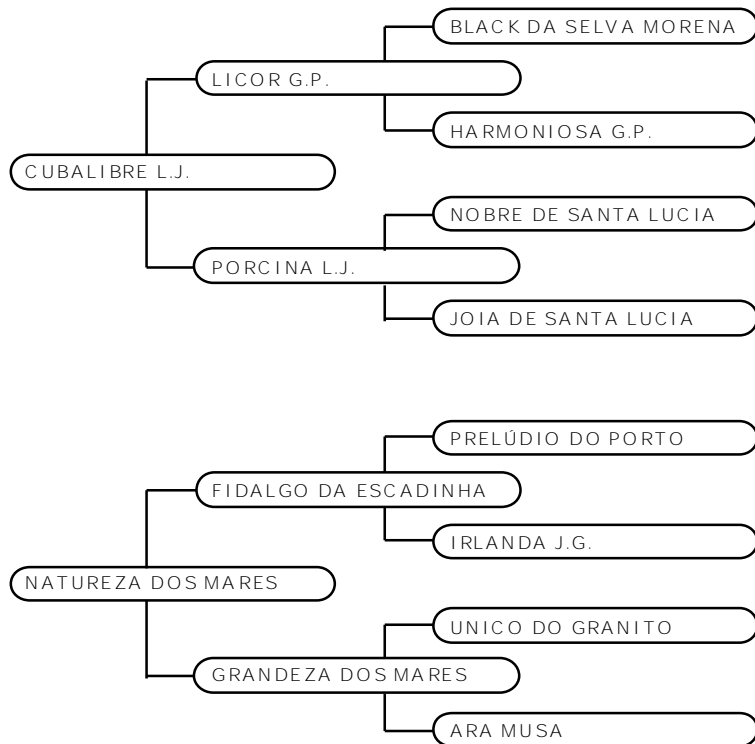 BLACK DA SELVA MORENA
LICOR G.P.
HARMONIOSA G.P.
CUBALIBRE L.J.
NOBRE DE SANTA LUCIA
PORCINA L.J.
JOIA DE SANTA LUCIA
PRELÚDIO DO PORTO
FIDALGO DA ESCADINHA
IRLANDA J.G.
NATUREZA DOS MARES
UNICO DO GRANITO
GRANDEZA DOS MARES
ARA MUSA